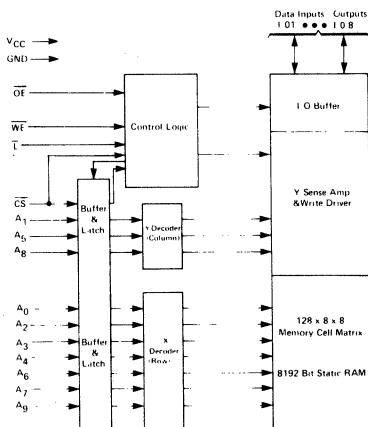 Data Inputs Outputs
I 01 ● ● ● I 0 8
VCC
GND
OE
WE
L
CS
A1
A5
A8
A0
A2
A3
A4
A6
A7
A9
Control Logic
Buffer
&
Latch
Y Decoder
(Column)
Buffer
&
Latch
X
Decoder
(Row)
I O Buffer
Y Sense Amp
&Write Driver
128 x 8 x 8
Memory Cell Matrix
8192 Bit Static RAM